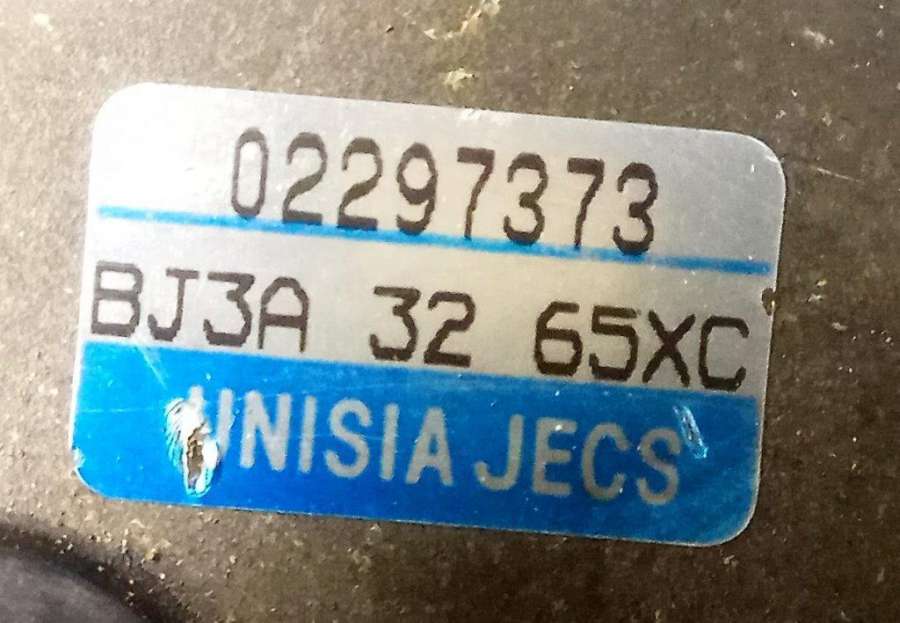 02297373
BJ3A 32 65XC
UNISIA JECS